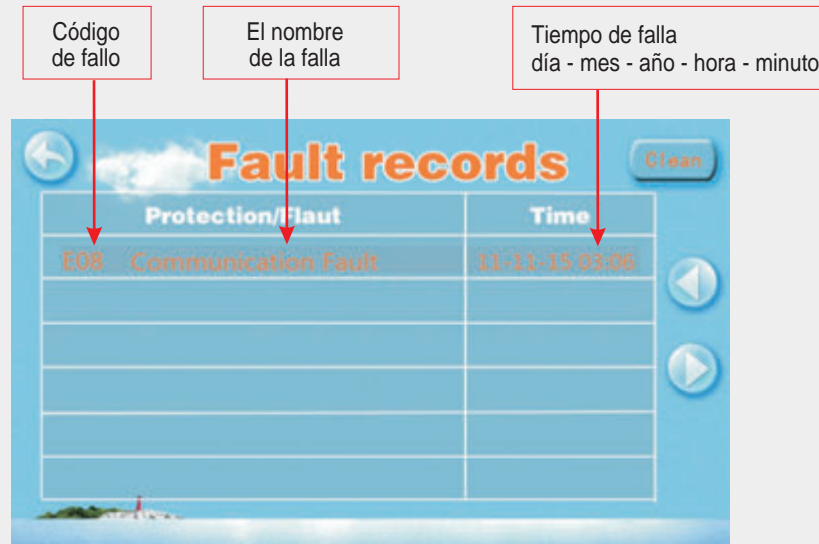 Código
de fallo
El nombre
de la falla
Tiempo de falla
día - mes - año - hora - minuto
Fault records
Clean
Protection/Flaut
Time
E08 Communication Fault
11-11-15 03:06